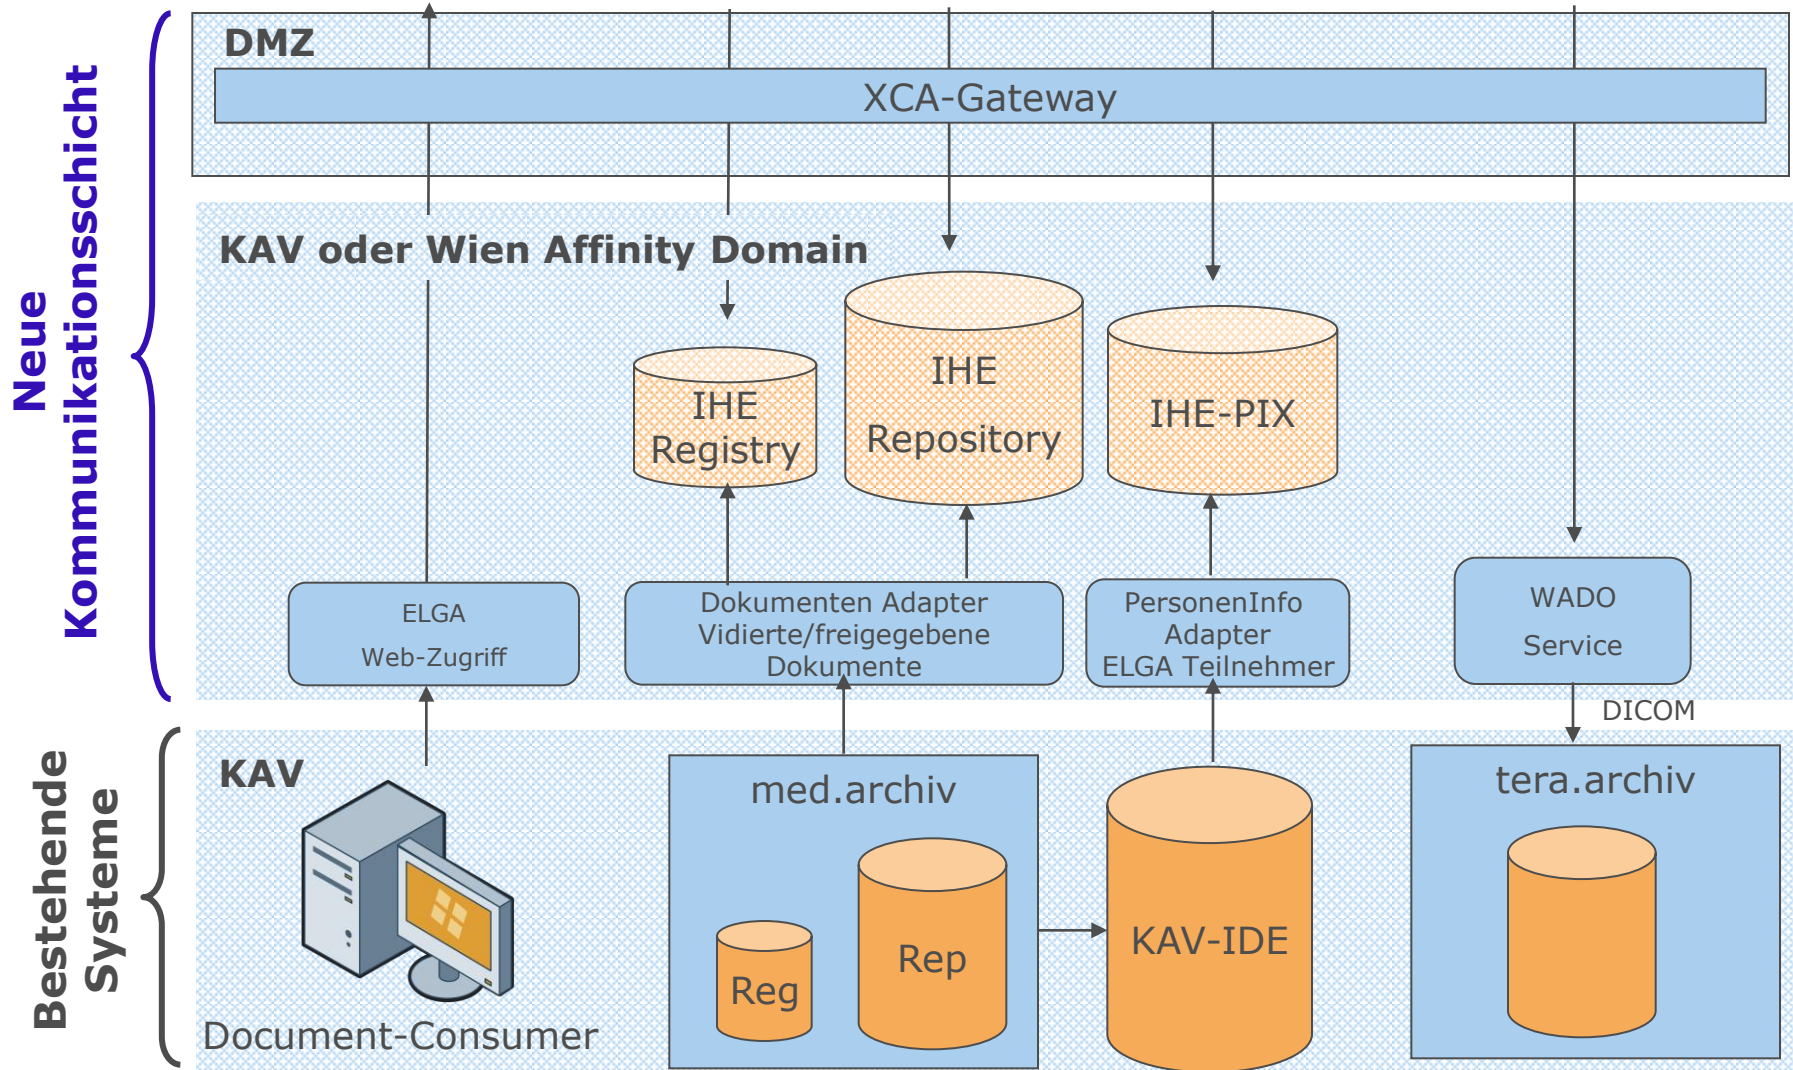 DMZ
XCA-Gateway
Neue
Kommunikationsschicht
KAV oder Wien Affinity Domain
IHE
Registry
IHE
Repository
IHE-PIX
ELGA
Web-Zugriff
Dokumenten Adapter
Vidierte/freigegebene
Dokumente
PersonenInfo
Adapter
ELGA Teilnehmer
WADO
Service
DICOM
Bestehende
Systeme
KAV
Document-Consumer
med.archiv
Reg
Rep
KAV-IDE
tera.archiv